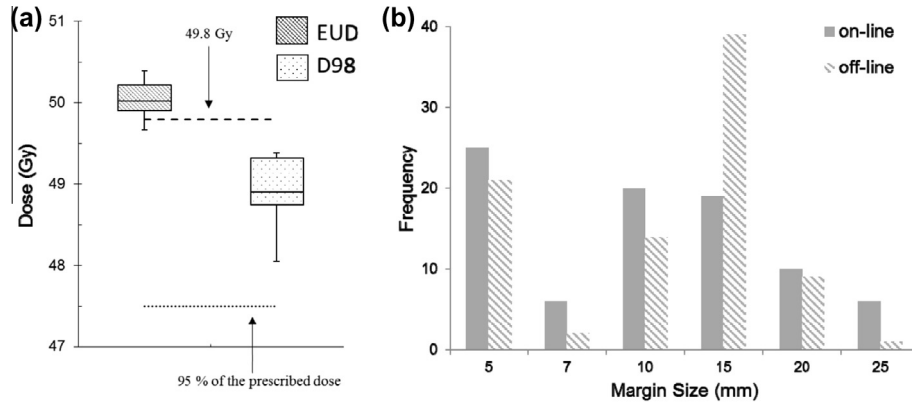 (a)
51
50
49
48
47
Dose (Gy)
49.8 Gy
EUD
D98
95 % of the prescribed dose
(b)
40
30
20
10
0
Frequency
on-line
off-line
5 7 10 15 20 25
Margin Size (mm)